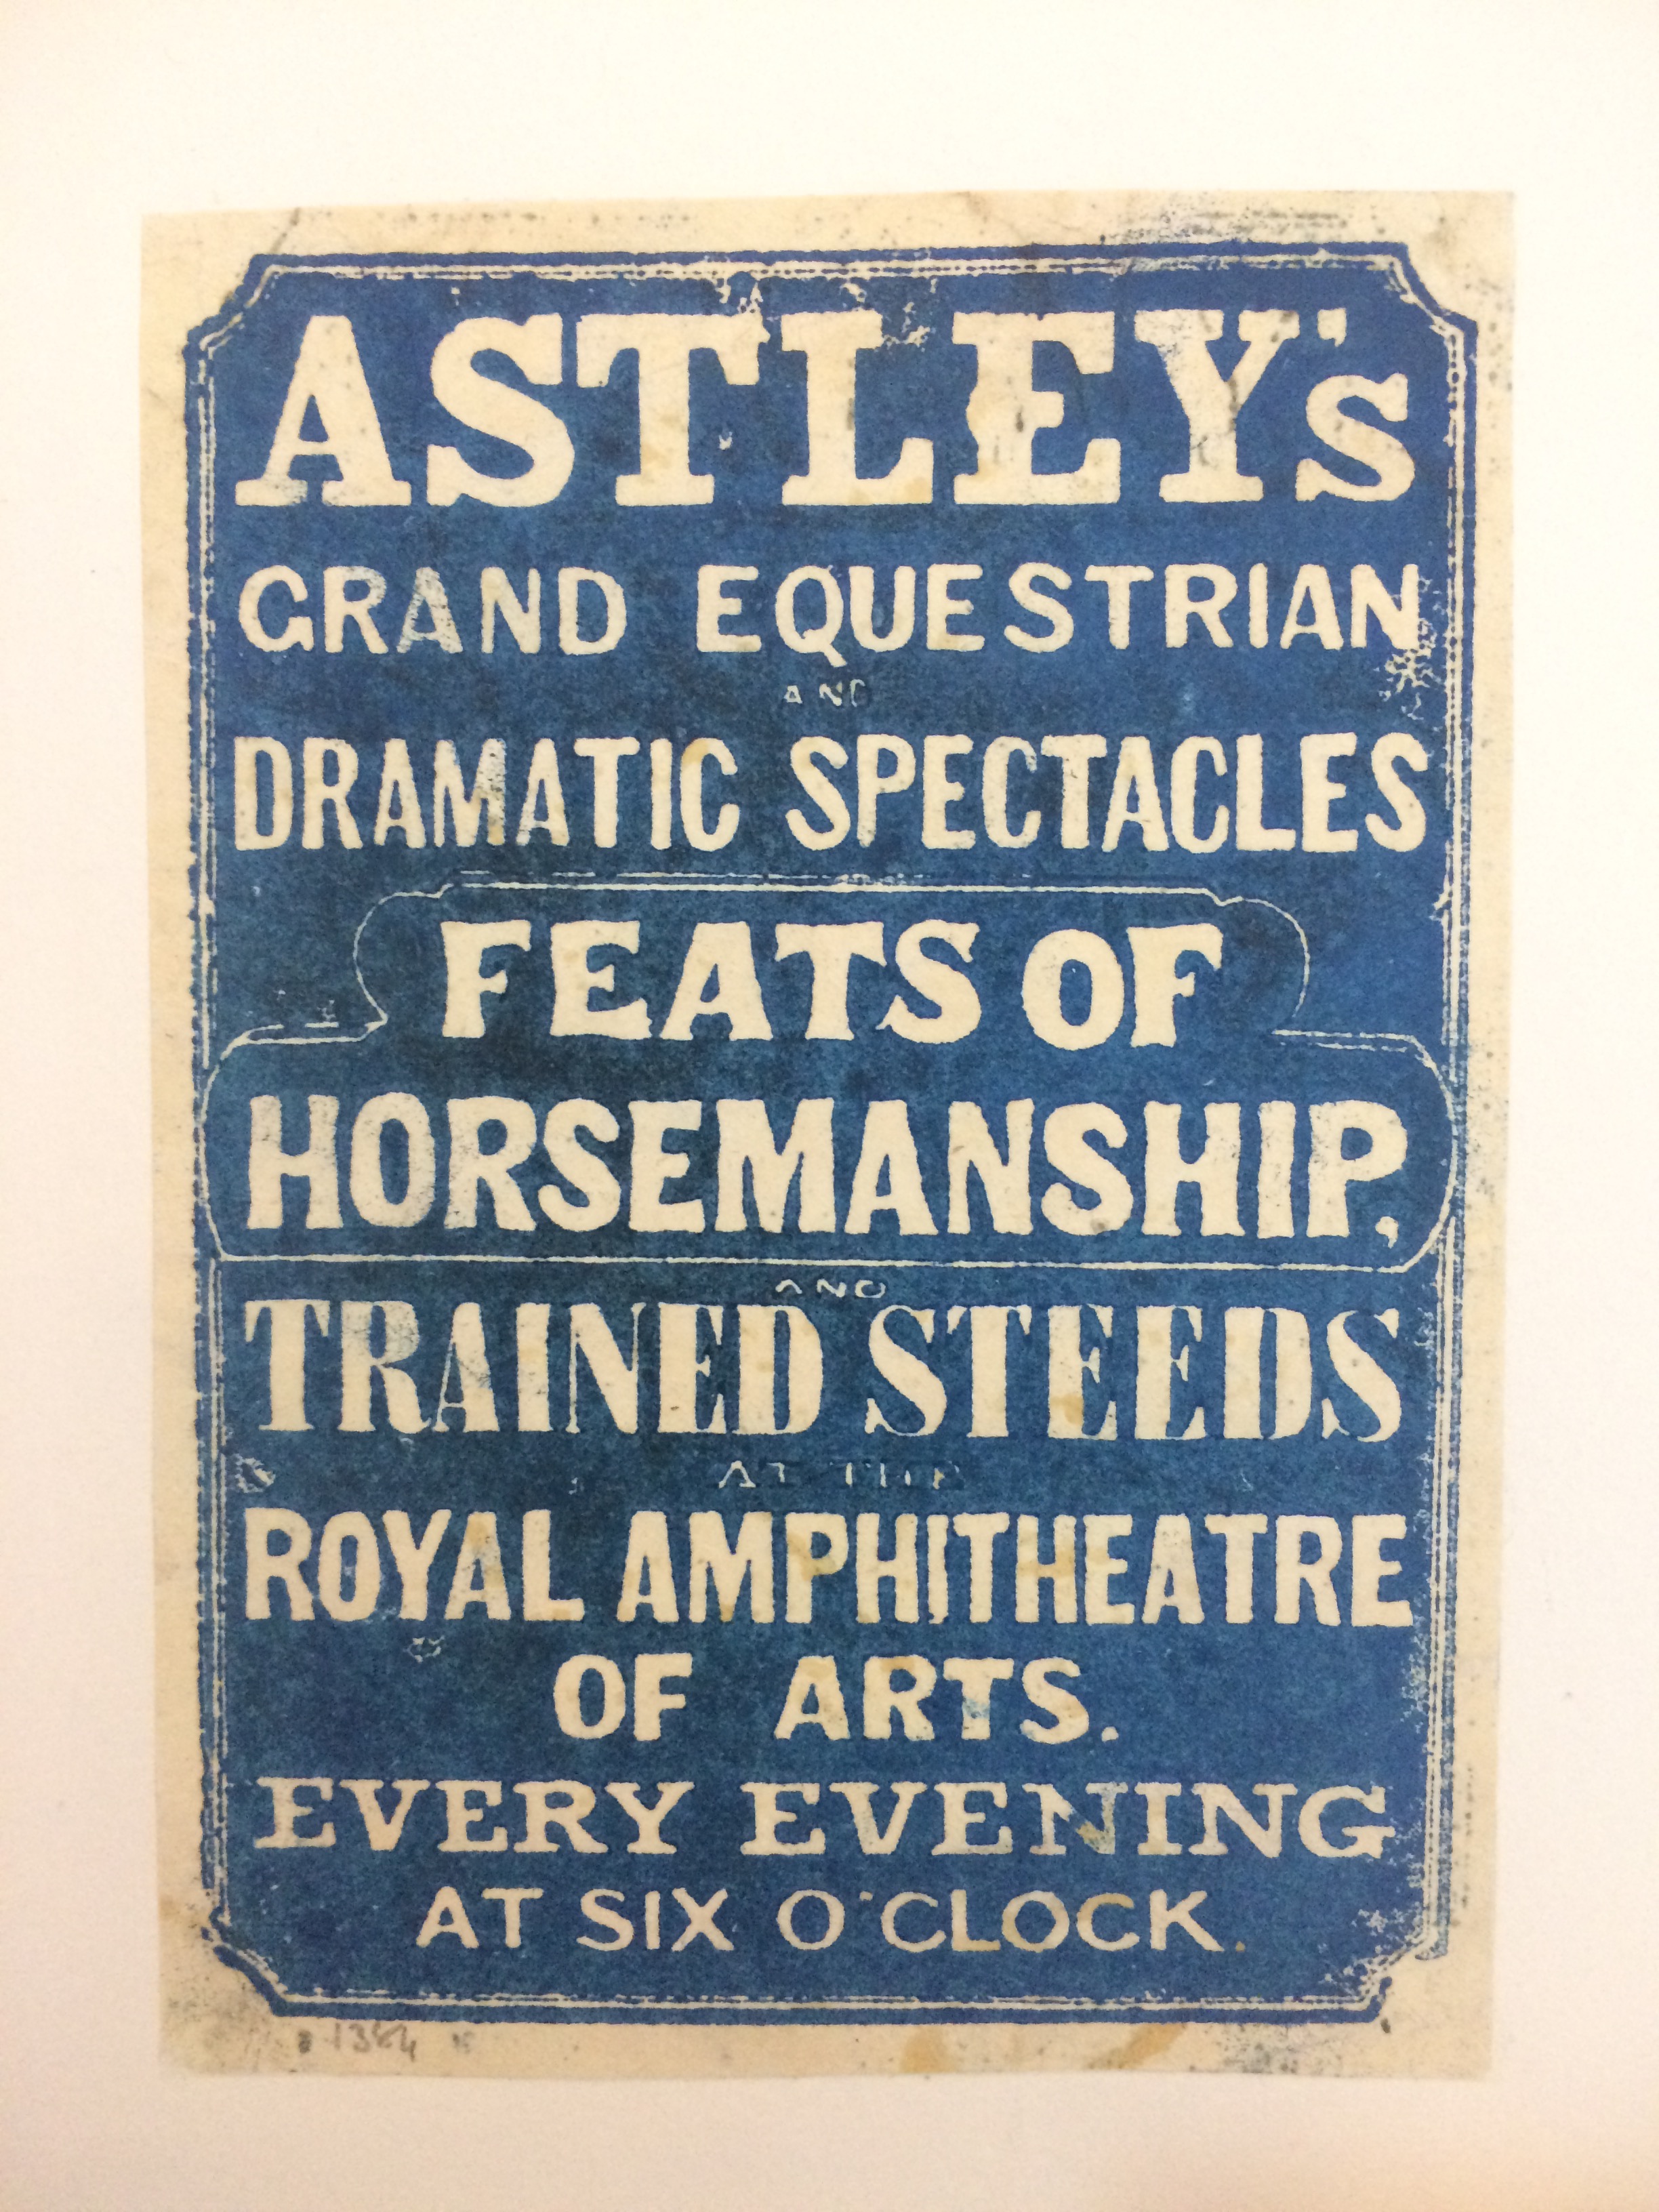 ASTLEY's
GRAND EQUESTRIAN
AND
DRAMATIC SPECTACLES
FEATS OF
HORSEMANSHIP,
AND
TRAINED STEEDS
AT THE
ROYAL AMPHITHEATRE
OF ARTS.
EVERY EVENING
AT SIX O'CLOCK.